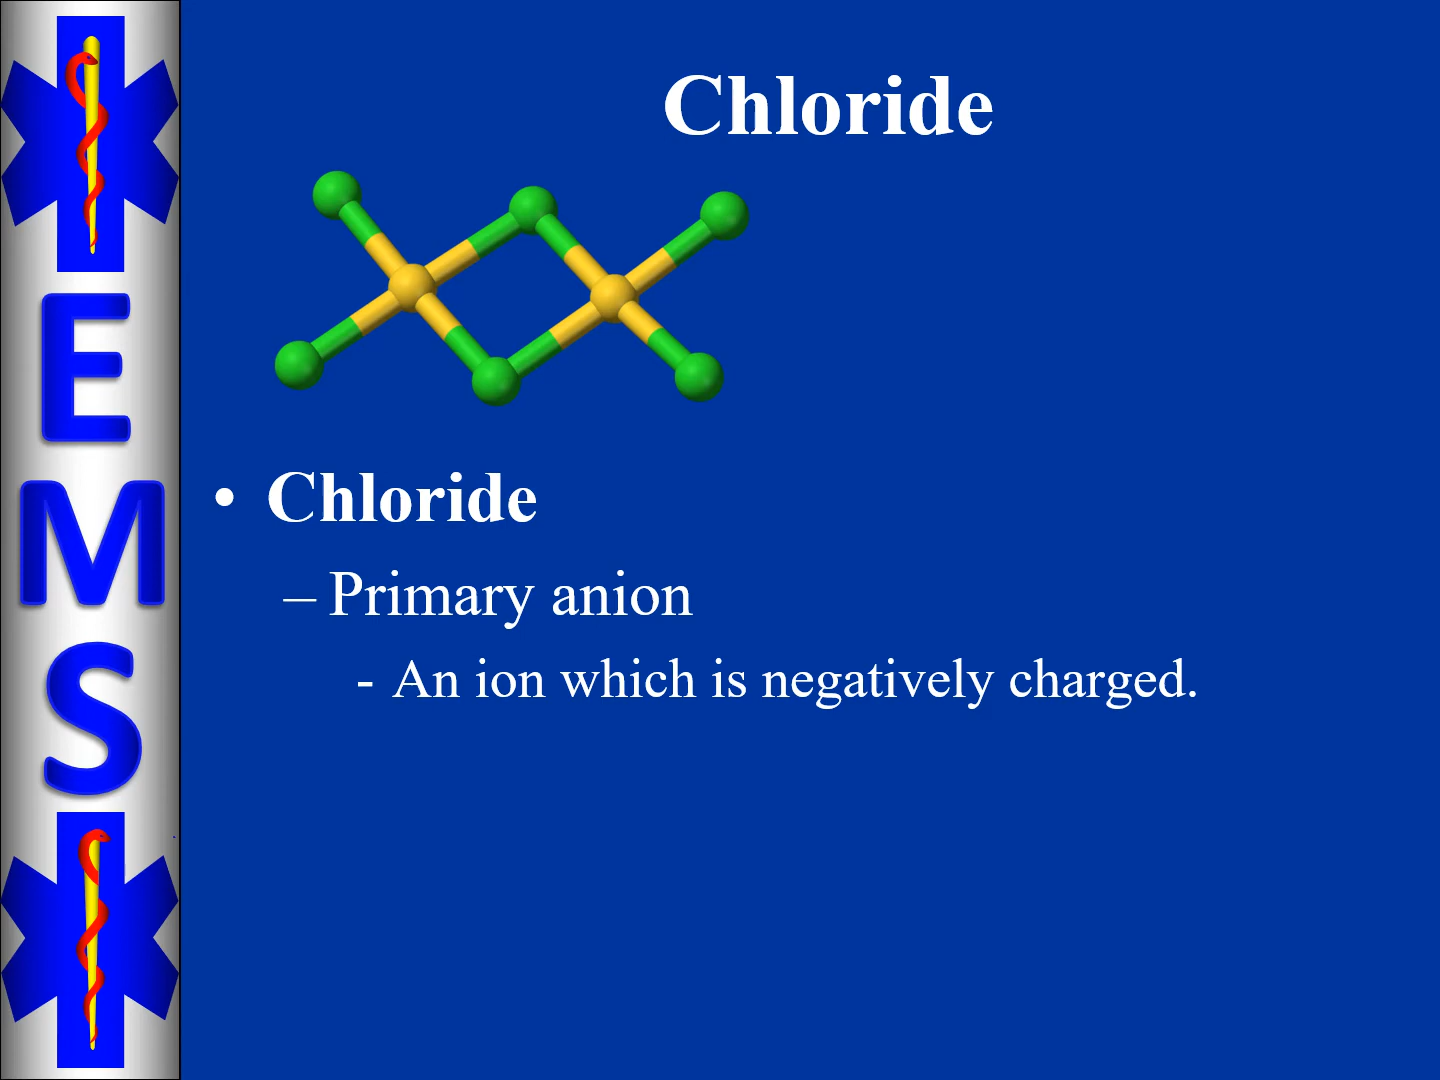 EMS
Chloride
• Chloride
– Primary anion
- An ion which is negatively charged.